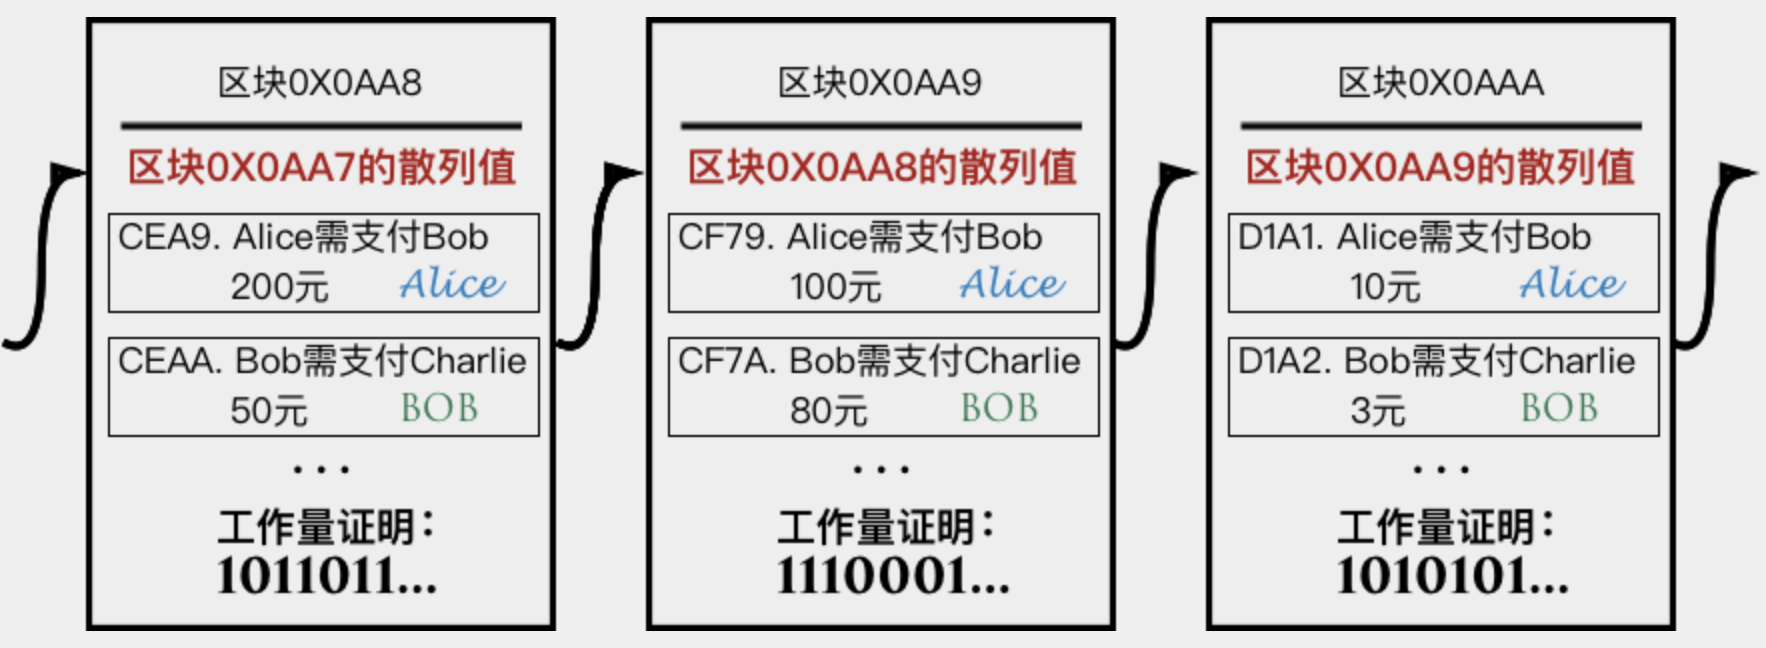 区块0X0AA8
区块0X0AA7的散列值
CEA9. Alice需支付Bob
200元 Alice
CEAA. Bob需支付Charlie
50元 BOB
...
工作量证明：
1011011...
区块0X0AA9
区块0X0AA8的散列值
CF79. Alice需支付Bob
100元 Alice
CF7A. Bob需支付Charlie
80元 BOB
...
工作量证明：
1110001...
区块0X0AAA
区块0X0AA9的散列值
D1A1. Alice需支付Bob
10元 Alice
D1A2. Bob需支付Charlie
3元 BOB
...
工作量证明：
1010101...